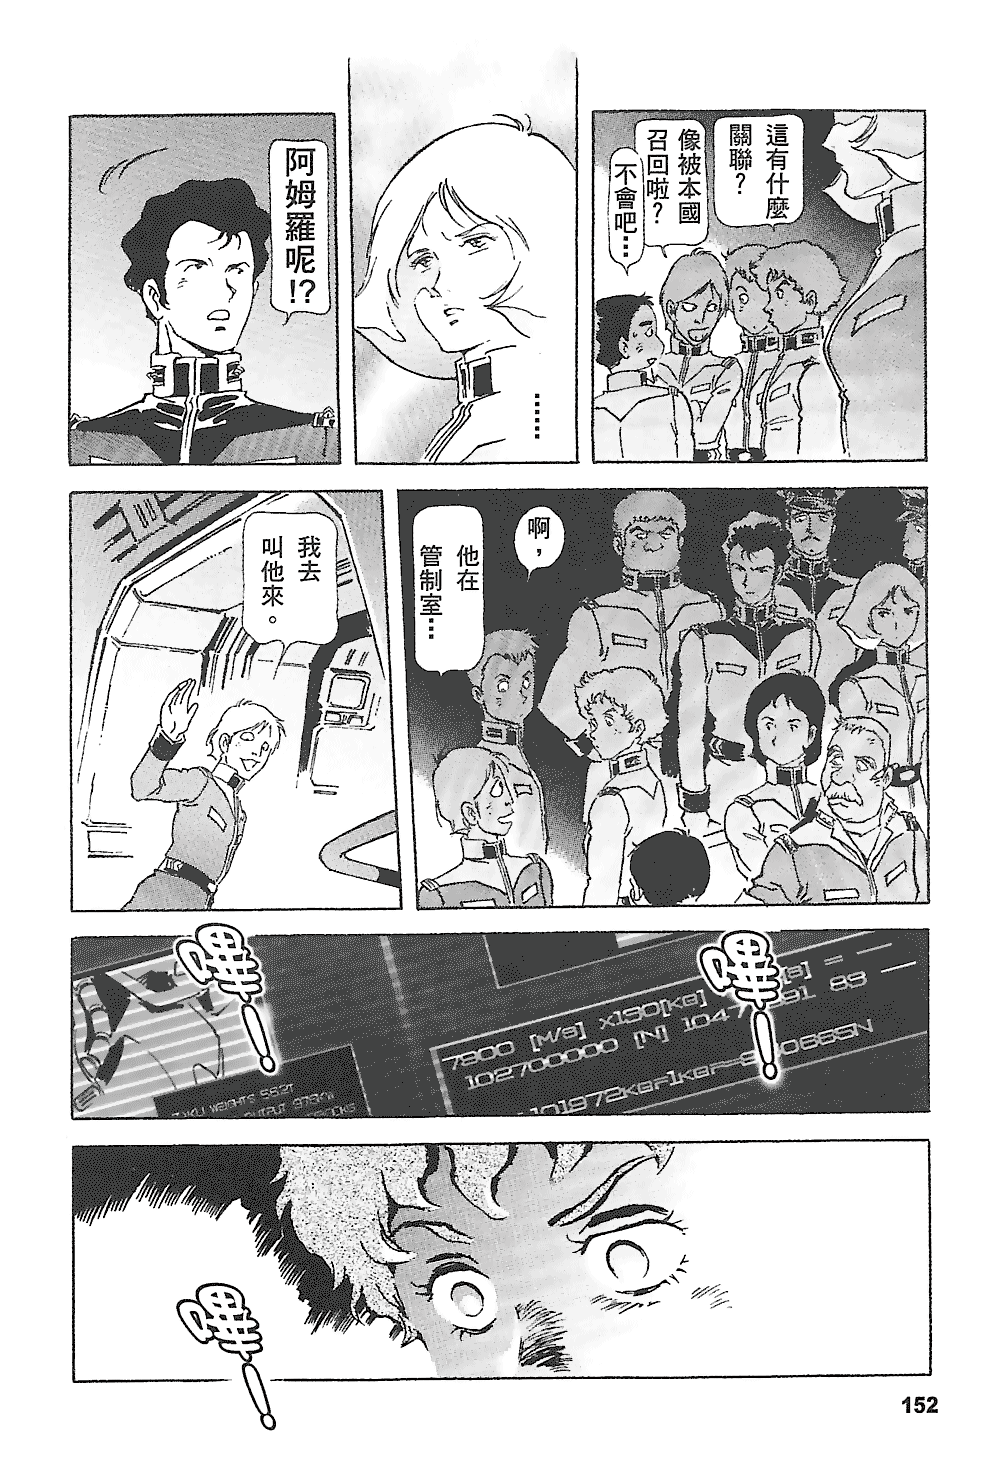 這有什麼
關聯？
像被本國
召回啦？
不會吧…
……
阿姆羅呢!?
啊，
他在
管制室…
我去
叫他來。
嗶！
嗶！
7900 [M/S] x190[KG]
[S] =
102700000 [N]
89
嗶！
152